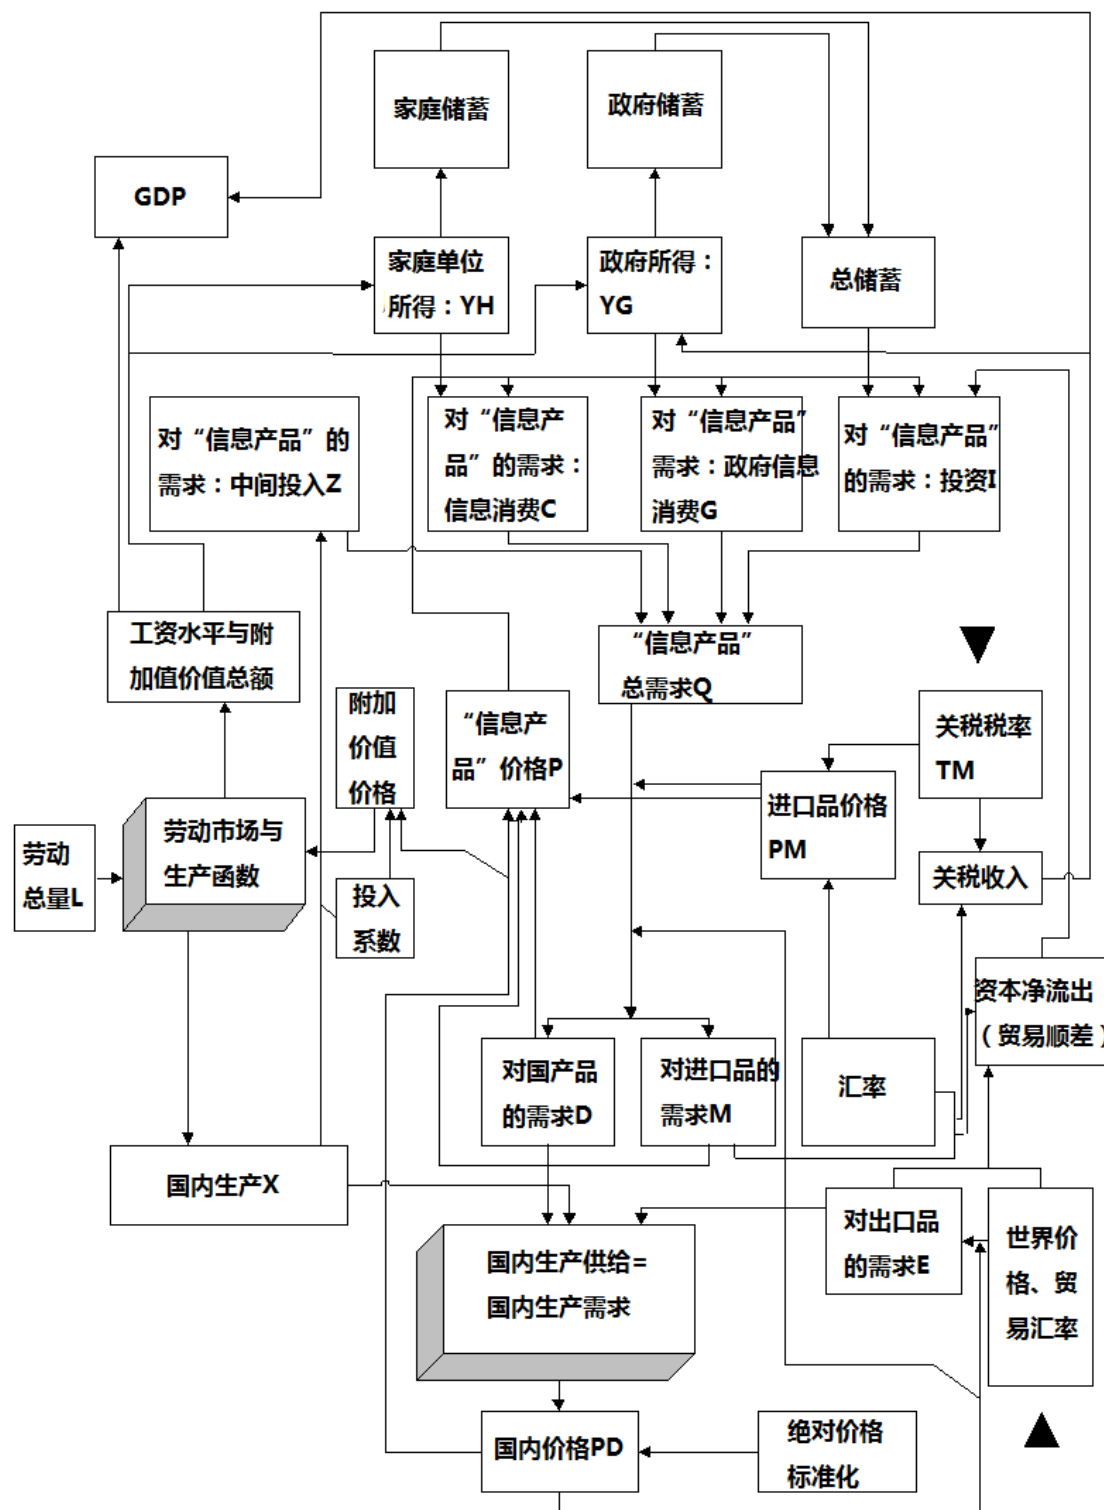 家庭储蓄
政府储蓄
GDP
家庭单位
所得：YH
政府所得：
YG
总储蓄
对“信息产品”的
需求：中间投入Z
对“信息产
品”的需求：
信息消费C
对“信息产品”
需求：政府信息
消费G
对“信息产品”
的需求：投资I
工资水平与附
加值价值总额
“信息产品”
总需求Q
附加
价值
价格
“信息产
品”价格P
关税税率
TM
进口品价格
PM
劳动
总量L
劳动市场与
生产函数
投入
系数
关税收入
资本净流出
（贸易顺差）
对国产品
的需求D
对进口品的
需求M
汇率
国内生产X
对出口品
的需求E
世界价
格、贸
易汇率
国内生产供给=
国内生产需求
国内价格PD
绝对价格
标准化